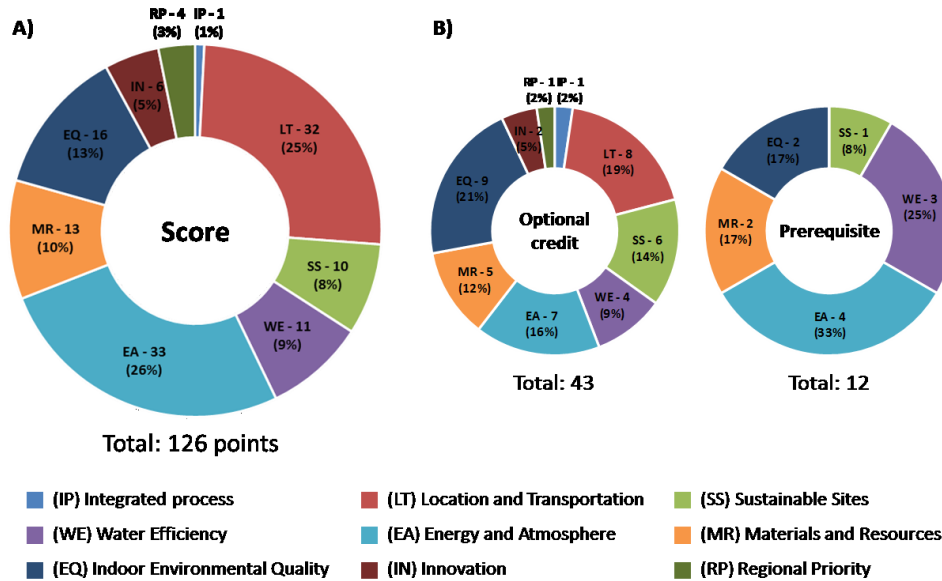 A)
RP - 4
(3%)
IP - 1
(1%)
IN - 6
(5%)
LT - 32
(25%)
EQ - 16
(13%)
MR - 13
(10%)
Score
SS - 10
(8%)
WE - 11
(9%)
EA - 33
(26%)
Total: 126 points
B)
RP - 1
(2%)
IP - 1
(2%)
IN - 2
(5%)
LT - 8
(19%)
EQ - 9
(21%)
Optional
credit
SS - 6
(14%)
MR - 5
(12%)
WE - 4
(9%)
EA - 7
(16%)
Total: 43
EQ - 2
(17%)
SS - 1
(8%)
WE - 3
(25%)
MR - 2
(17%)
Prerequisite
EA - 4
(33%)
Total: 12
(IP) Integrated process
(LT) Location and Transportation
(SS) Sustainable Sites
(WE) Water Efficiency
(EA) Energy and Atmosphere
(MR) Materials and Resources
(EQ) Indoor Environmental Quality
(IN) Innovation
(RP) Regional Priority